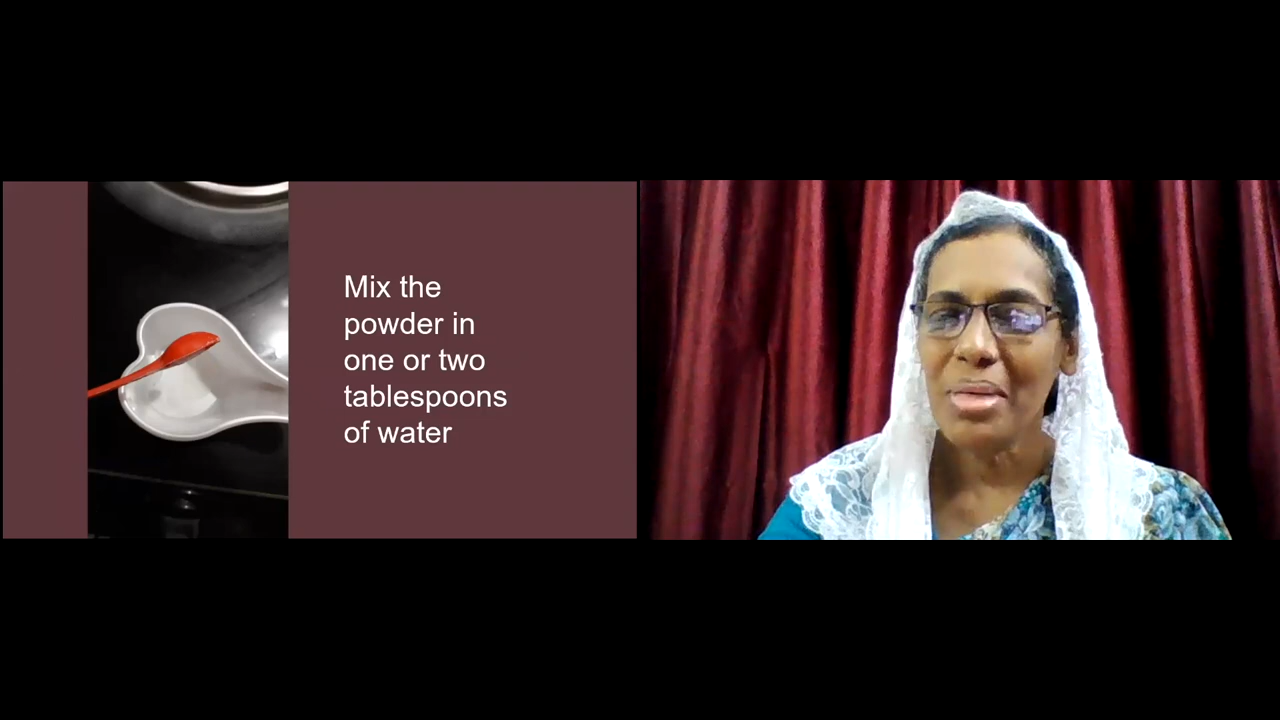 Mix the
powder in
one or two
tablespoons
of water